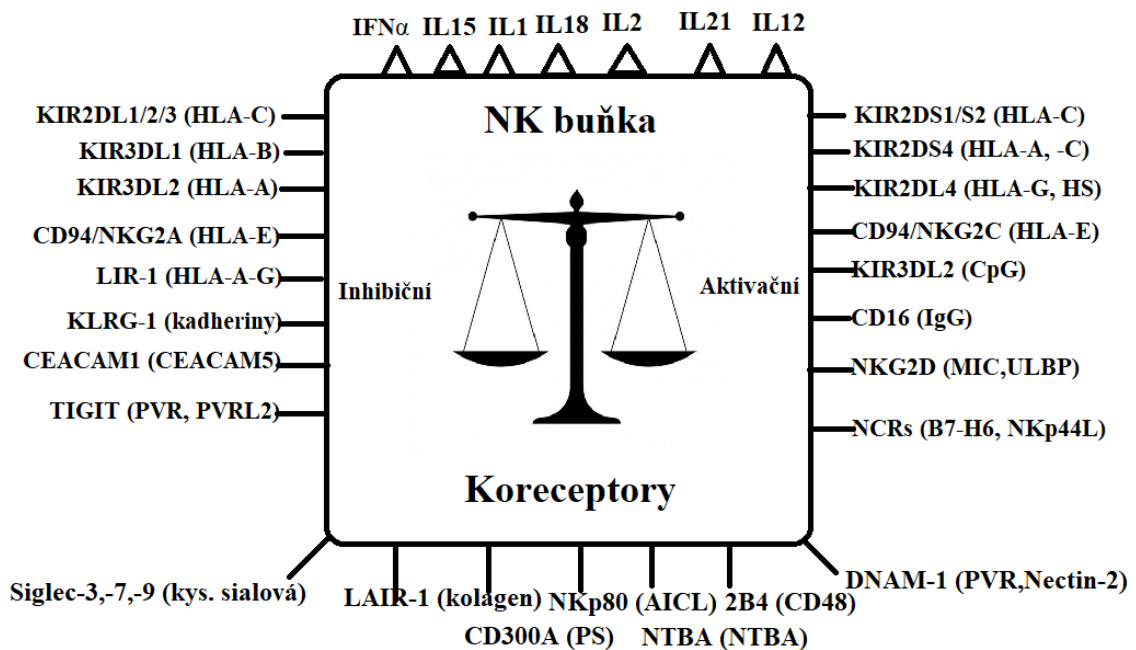 IFNα IL15 IL1 IL18 IL2 IL21 IL12
NK buňka
KIR2DL1/2/3 (HLA-C)
KIR3DL1 (HLA-B)
KIR3DL2 (HLA-A)
CD94/NKG2A (HLA-E)
LIR-1 (HLA-A-G)
KLRG-1 (kadheriny)
CEACAM1 (CEACAM5)
TIGIT (PVR, PVRL2)
Inhibiční
Aktivační
KIR2DS1/S2 (HLA-C)
KIR2DS4 (HLA-A, -C)
KIR2DL4 (HLA-G, HS)
CD94/NKG2C (HLA-E)
KIR3DL2 (CpG)
CD16 (IgG)
NKG2D (MIC,ULBP)
NCRs (B7-H6, NKp44L)
Koreceptory
Siglec-3,-7,-9 (kys. sialová)
LAIR-1 (kolagen)
CD300A (PS)
NKp80 (AICL)
NTBA (NTBA)
2B4 (CD48)
DNAM-1 (PVR,Nectin-2)